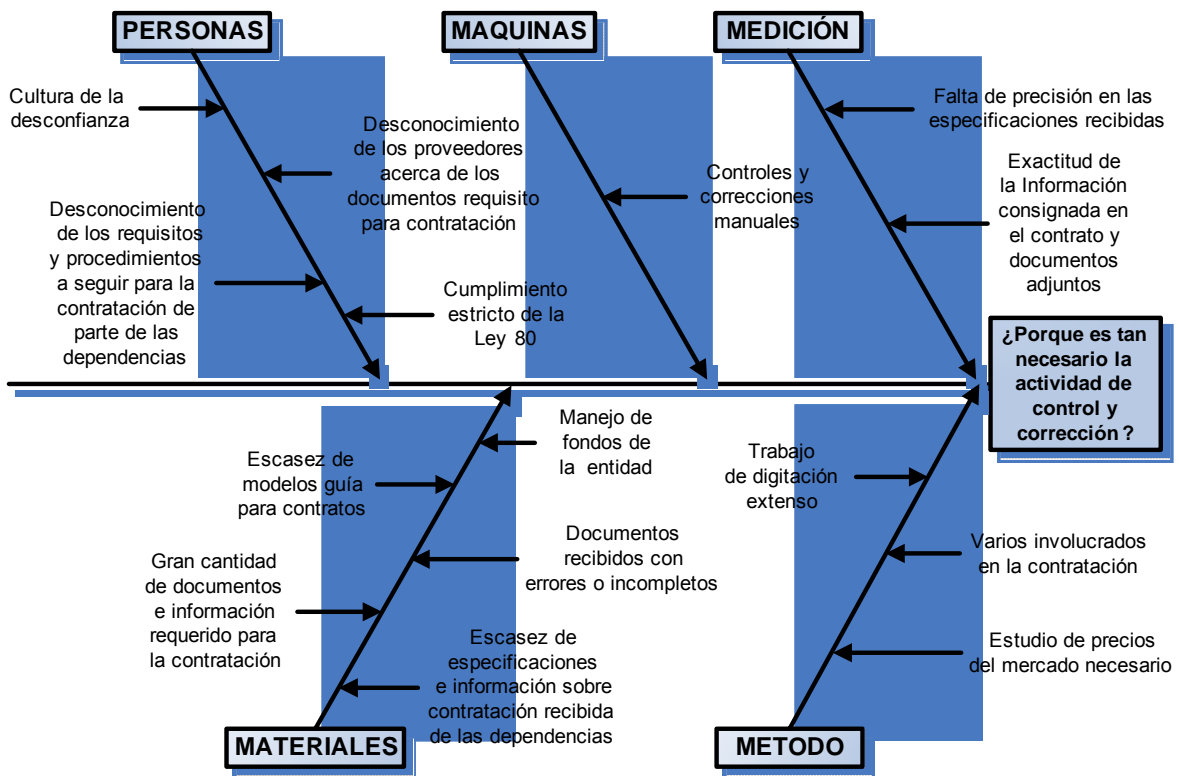 PERSONAS
MAQUINAS
MEDICIÓN
Cultura de la
desconfianza
Desconocimiento
de los proveedores
acerca de los
documentos requisito
para contratación
Desconocimiento
de los requisitos
y procedimientos
a seguir para la
contratación de
parte de las
dependencias
Cumplimiento
estricto de la
Ley 80
Controles y
correcciones
manuales
Falta de precisión en las
especificaciones recibidas
Exactitud de
la Información
consignada en
el contrato y
documentos
adjuntos
¿Porque es tan
necesario la
actividad de
control y
corrección ?
Manejo de
fondos de
la entidad
Escasez de
modelos guía
para contratos
Documentos
recibidos con
errores o incompletos
Gran cantidad
de documentos
e información
requerido para
la contratación
Escasez de
especificaciones
e información sobre
contratación recibida
de las dependencias
Trabajo
de digitación
extenso
Varios involucrados
en la contratación
Estudio de precios
del mercado necesario
MATERIALES
METODO